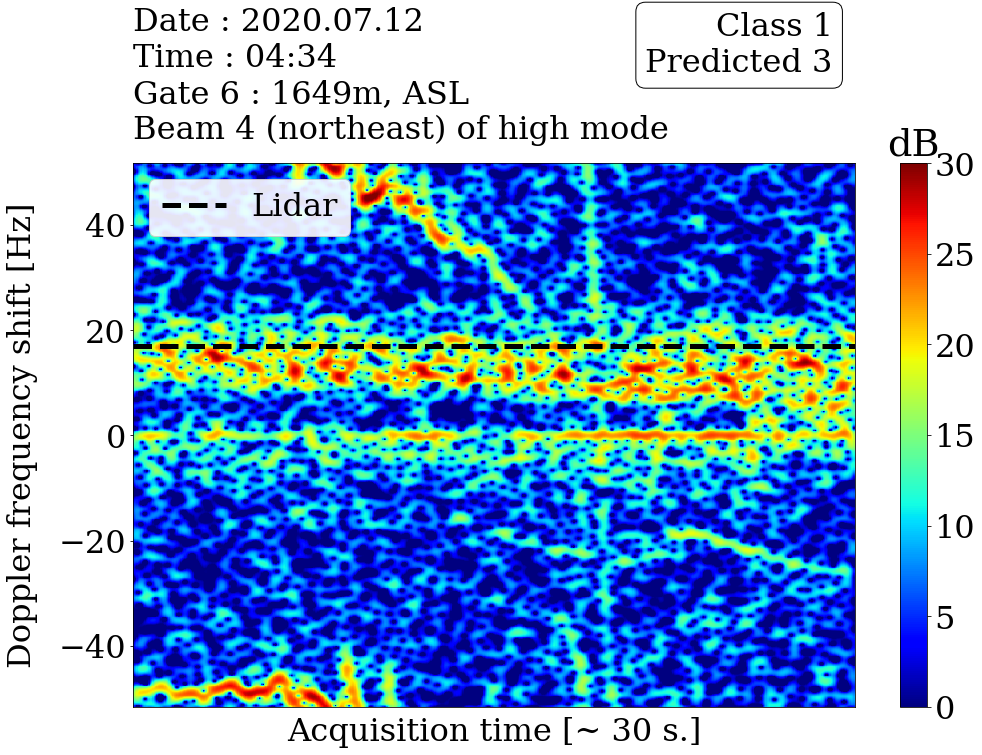 Date : 2020.07.12
Time : 04:34
Gate 6 : 1649m, ASL
Beam 4 (northeast) of high mode
Class 1
Predicted 3
dB
30
25
20
15
10
5
0
Lidar
Doppler frequency shift [Hz]
40
20
0
−20
−40
Acquisition time [~ 30 s.]